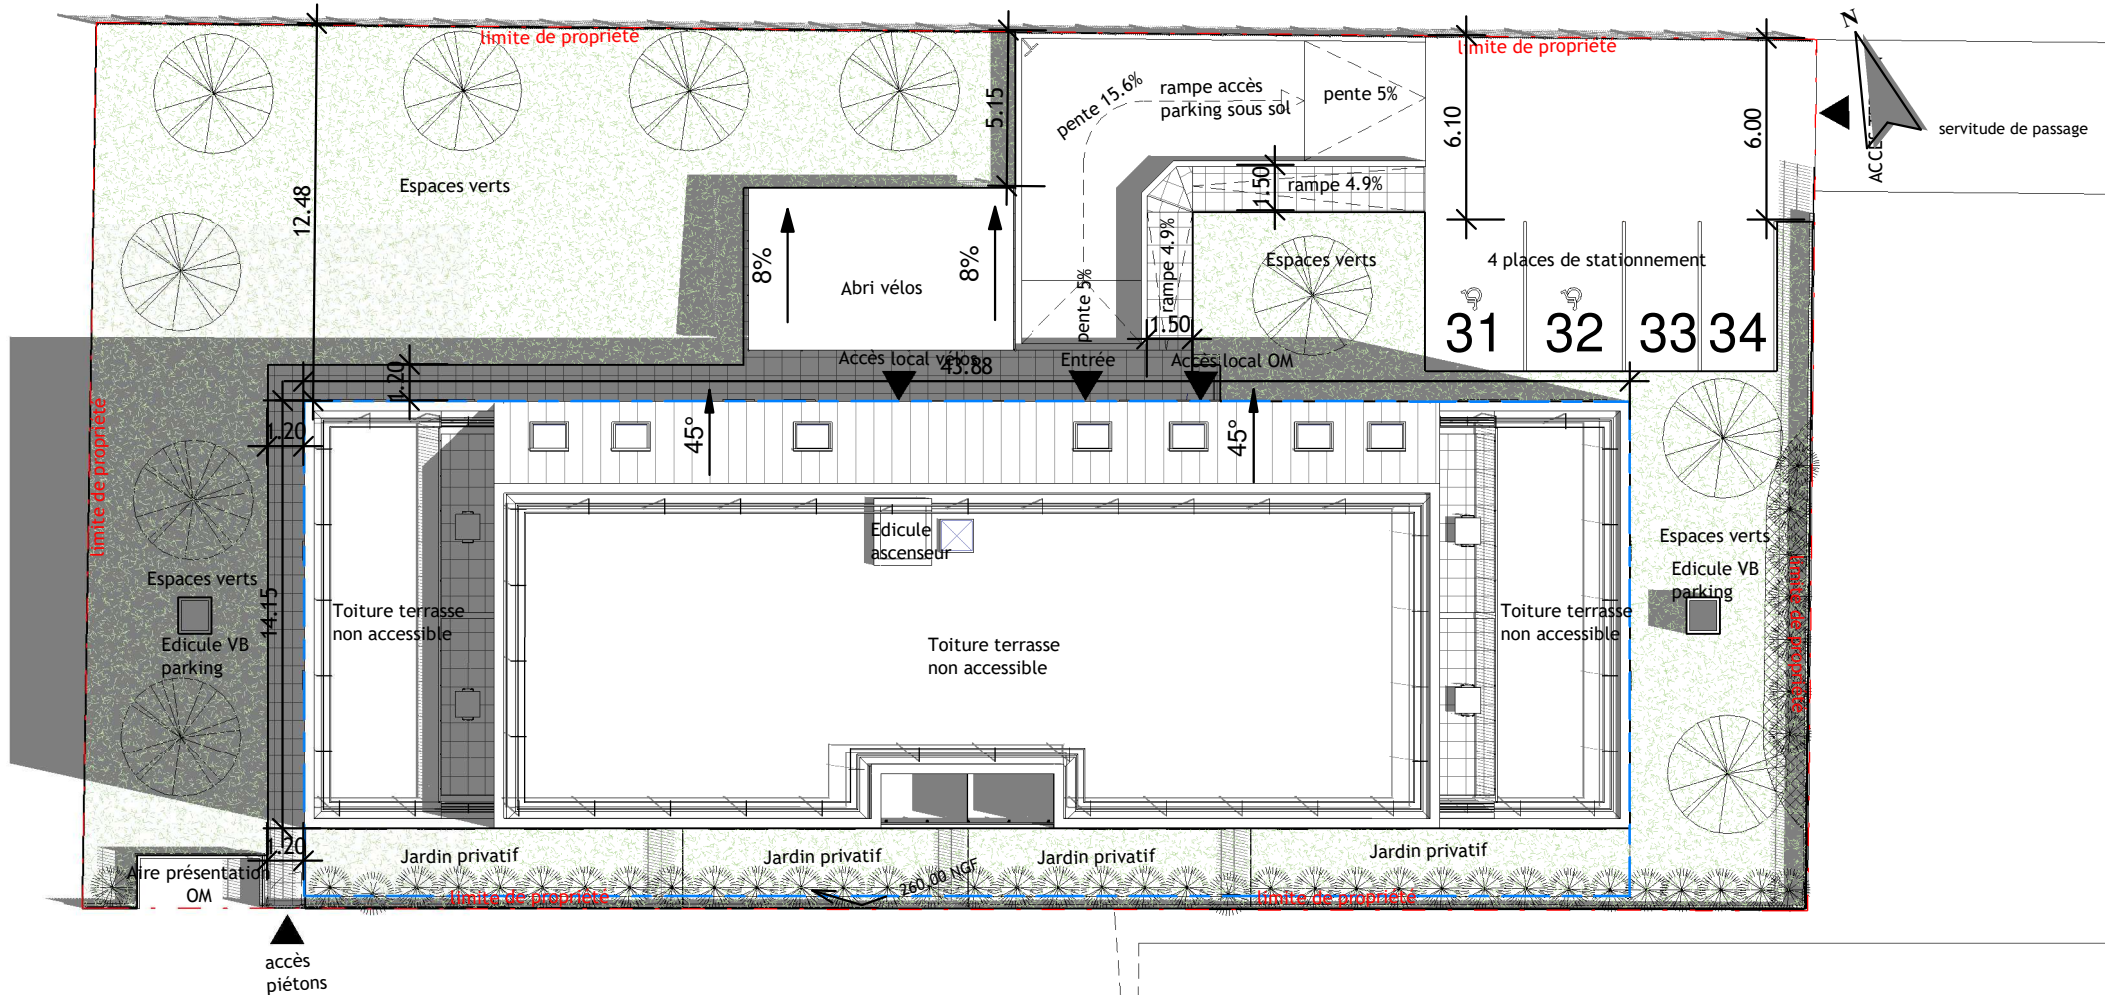 limite de propriété
limite de propriété
N
5.15
pente 15.6%
rampe accès
parking sous sol
pente 5%
6.10
6.00
servitude de passage
Espaces verts
12.48
1.50
rampe 4.9%
8%
8%
Abri vélos
pente 5%
rampe 4.9%
Espaces verts
4 places de stationnement
31
32
33
34
1.50
Accès local vélos
Entrée
Accès local OM
43.88
1.20
limite de propriété
1.20
45°
45°
Edicule
ascenseur
Espaces verts
Edicule VB
parking
limite de propriété
Espaces verts
14.15
Edicule VB
parking
Toiture terrasse
non accessible
Toiture terrasse
non accessible
Toiture terrasse
non accessible
1.20
Jardin privatif
Jardin privatif
Jardin privatif
Jardin privatif
Aire présentation
OM
260.00 NGF
limite de propriété
limite de propriété
accès
piétons